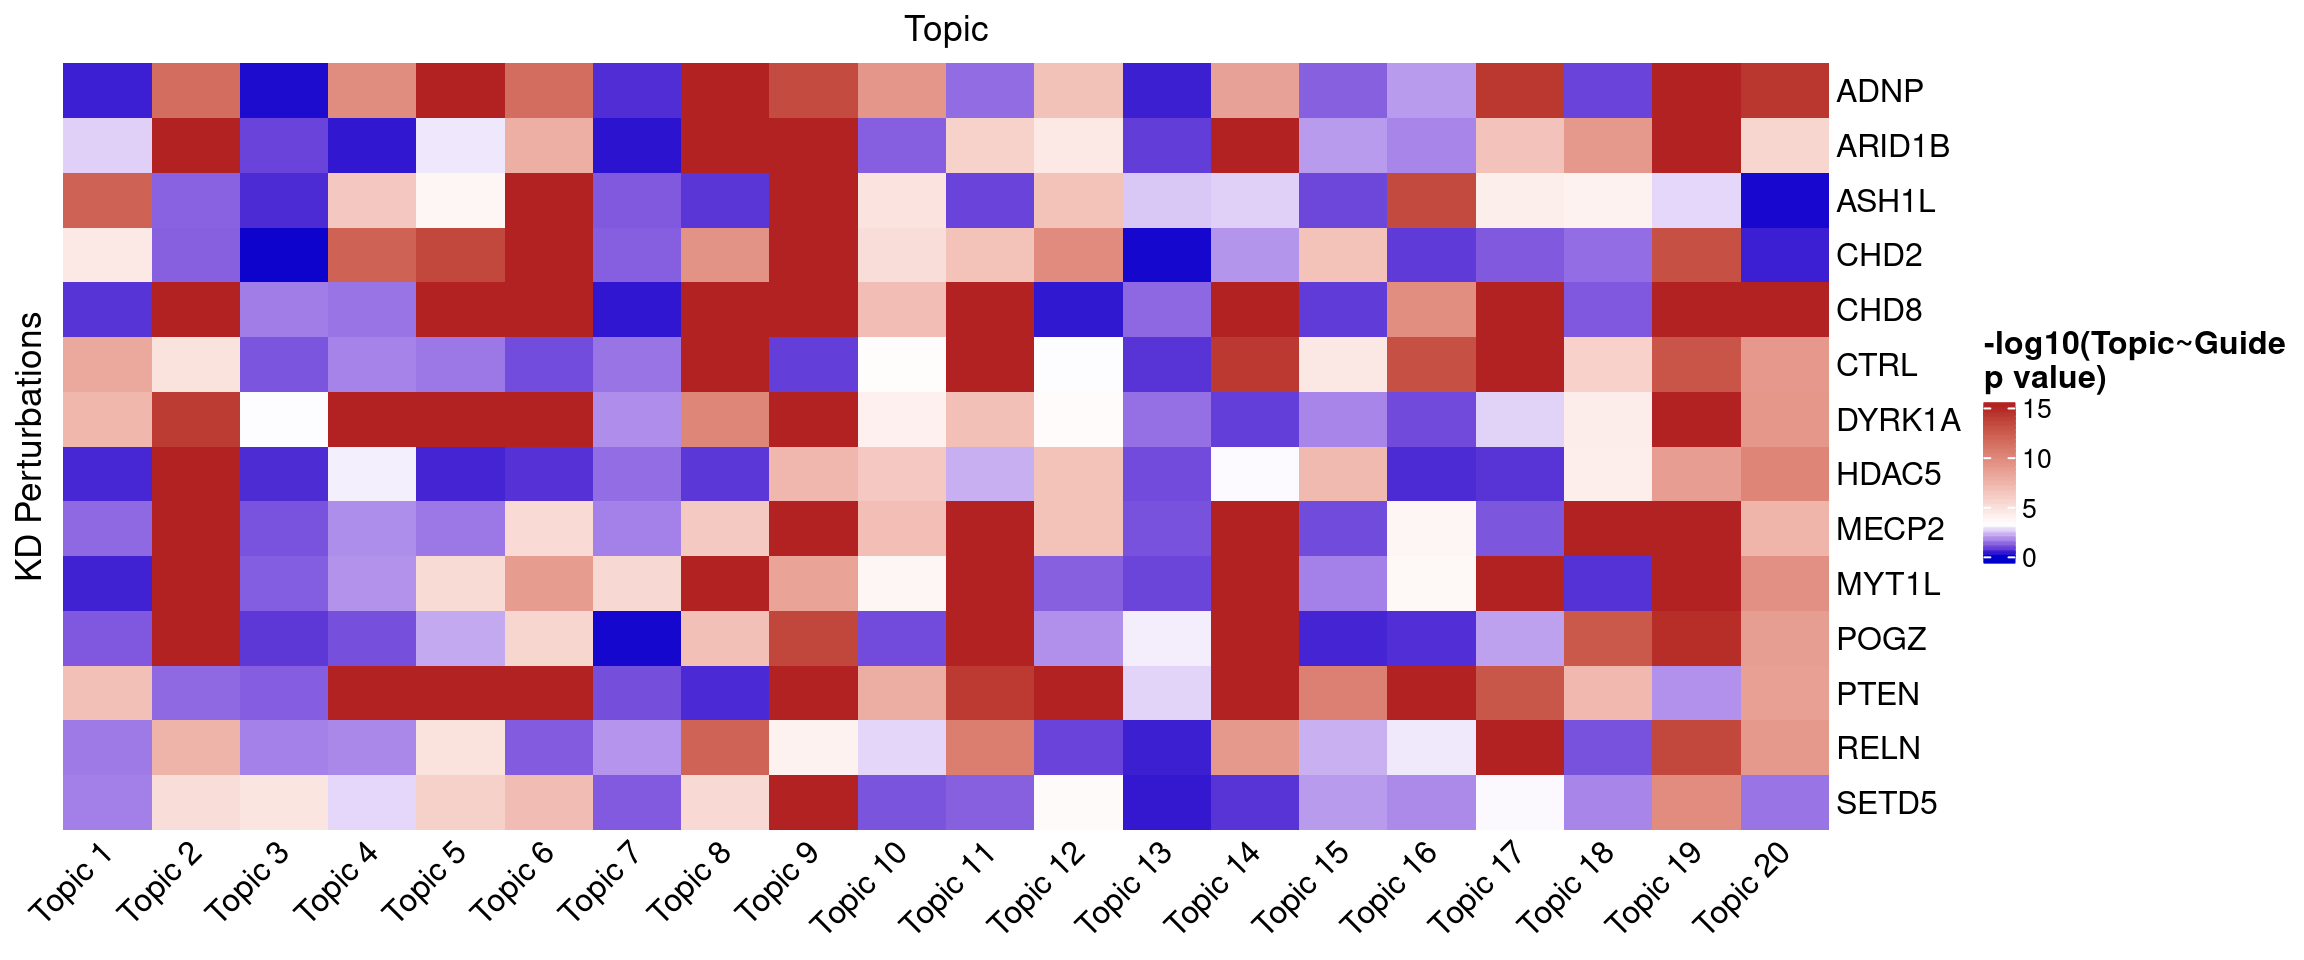 Topic
KD Perturbations
ADNP
ARID1B
ASH1L
CHD2
CHD8
CTRL
DYRK1A
HDAC5
MECP2
MYT1L
POGZ
PTEN
RELN
SETD5
-log10(Topic~Guide
p value)
15
10
5
0
Topic 1
Topic 2
Topic 3
Topic 4
Topic 5
Topic 6
Topic 7
Topic 8
Topic 9
Topic 10
Topic 11
Topic 12
Topic 13
Topic 14
Topic 15
Topic 16
Topic 17
Topic 18
Topic 19
Topic 20